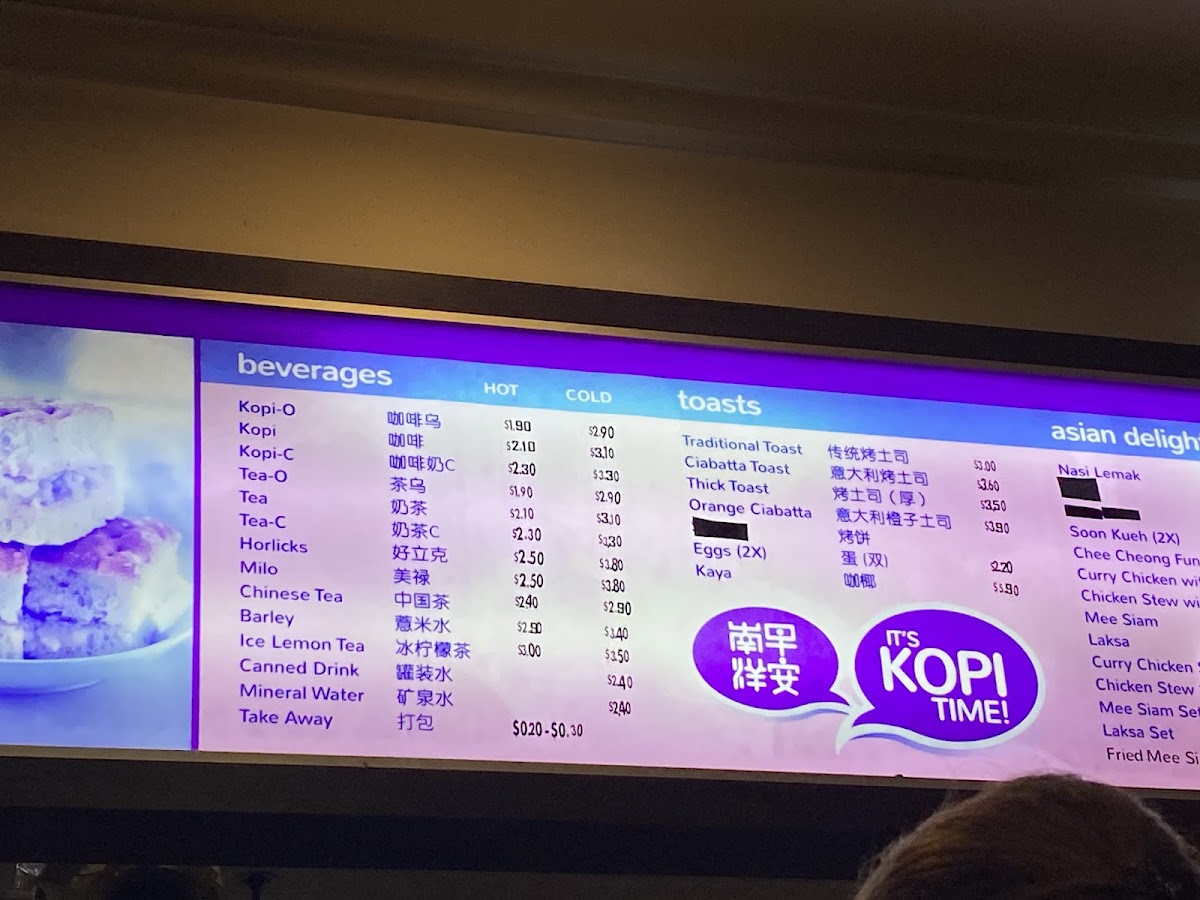 beverages HOT COLD
Kopi-O 咖啡乌 $1.90 $2.90
Kopi 咖啡 $2.10 $3.10
Kopi-C 咖啡奶C $2.30 $3.30
Tea-O 茶乌 $1.90 $2.90
Tea 奶茶 $2.10 $3.10
Tea-C 奶茶C $2.30 $3.30
Horlicks 好立克 $2.50 $3.80
Milo 美禄 $2.50 $3.80
Chinese Tea 中国茶 $2.40 $2.90
Barley 薏米水 $2.90 $3.40
Ice Lemon Tea 冰柠檬茶 $3.00 $3.50
Canned Drink 罐装水 $2.40
Mineral Water 矿泉水 $2.40
Take Away 打包 $0.20-$0.30
toasts
Traditional Toast 传统烤土司 $3.00
Ciabatta Toast 意大利烤土司 $3.60
Thick Toast 烤土司（厚） $3.50
Orange Ciabatta 意大利橙子土司 $3.90
烤饼
Eggs (2X) 蛋 (双) $2.20
Kaya 咖椰
南洋
早安
IT'S
KOPI
TIME!
asian deligh
Nasi Lemak
Soon Kueh (2X)
Chee Cheong Fun
Curry Chicken wi
Chicken Stew wi
Mee Siam
Laksa
Curry Chicken
Chicken Stew
Mee Siam Set
Laksa Set
Fried Mee Si